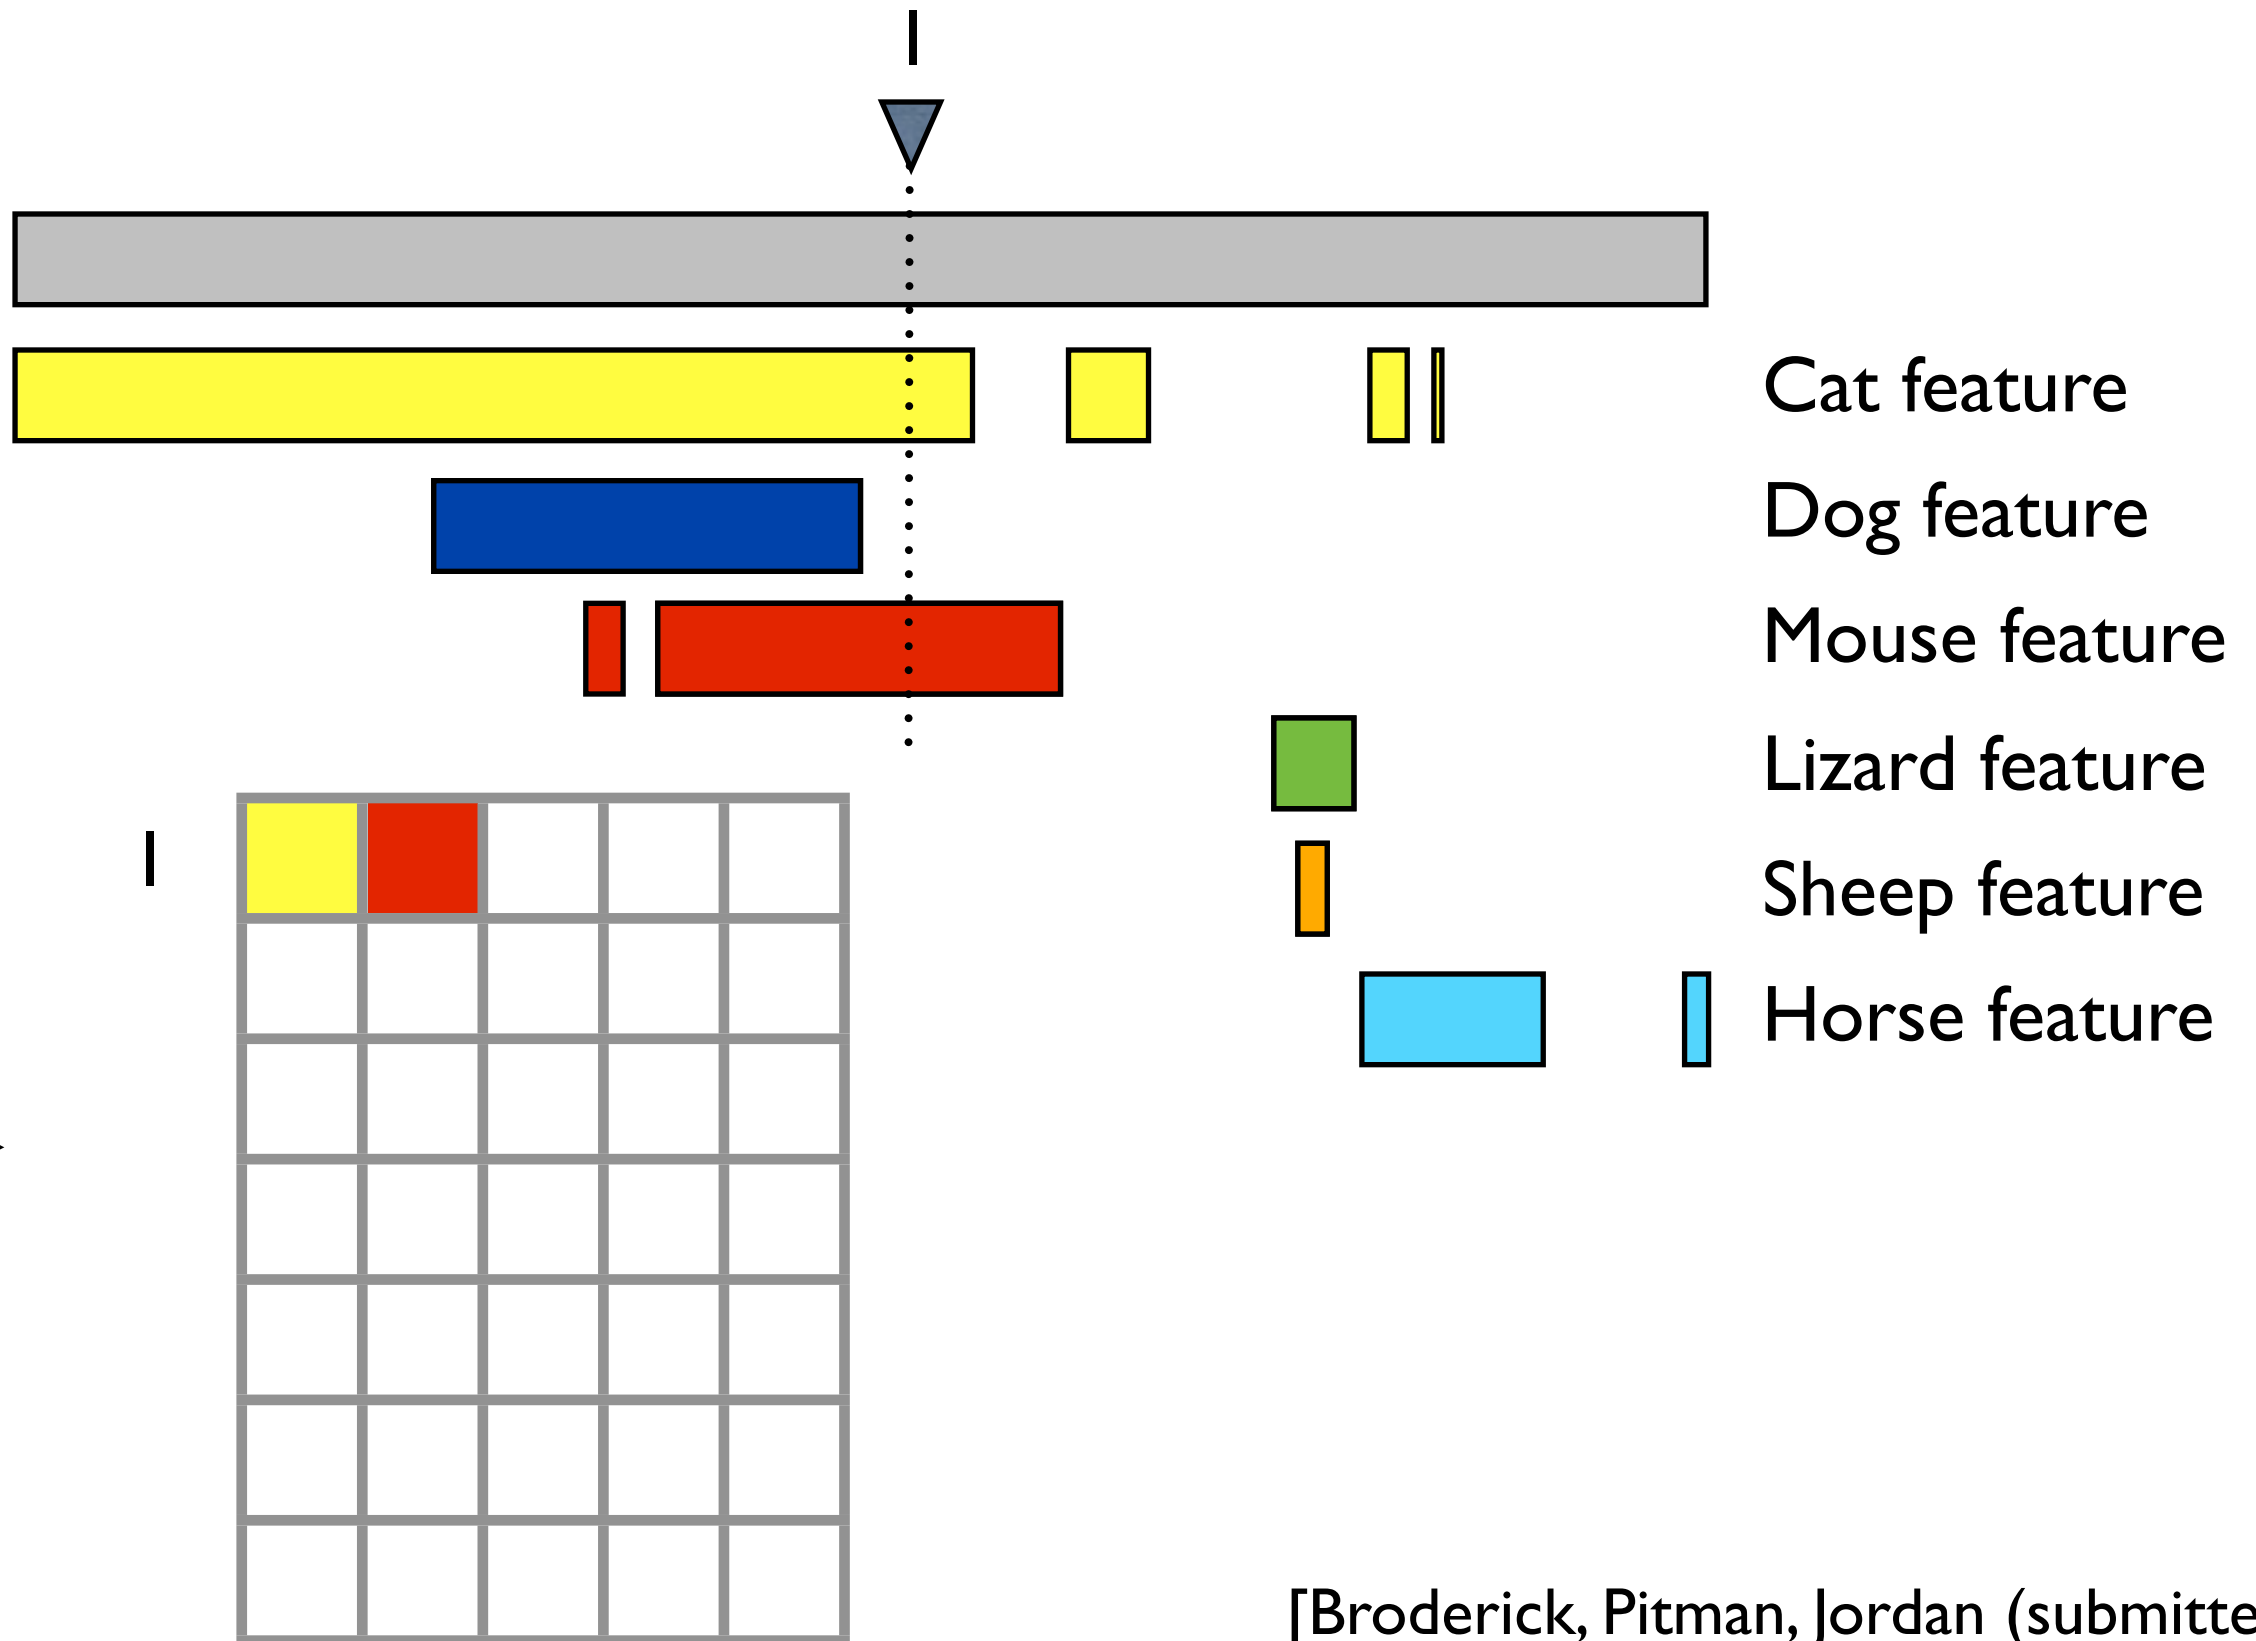 1
Cat feature
Dog feature
Mouse feature
Lizard feature
1
Sheep feature
Horse feature
[Broderick, Pitman, Jordan (submitte